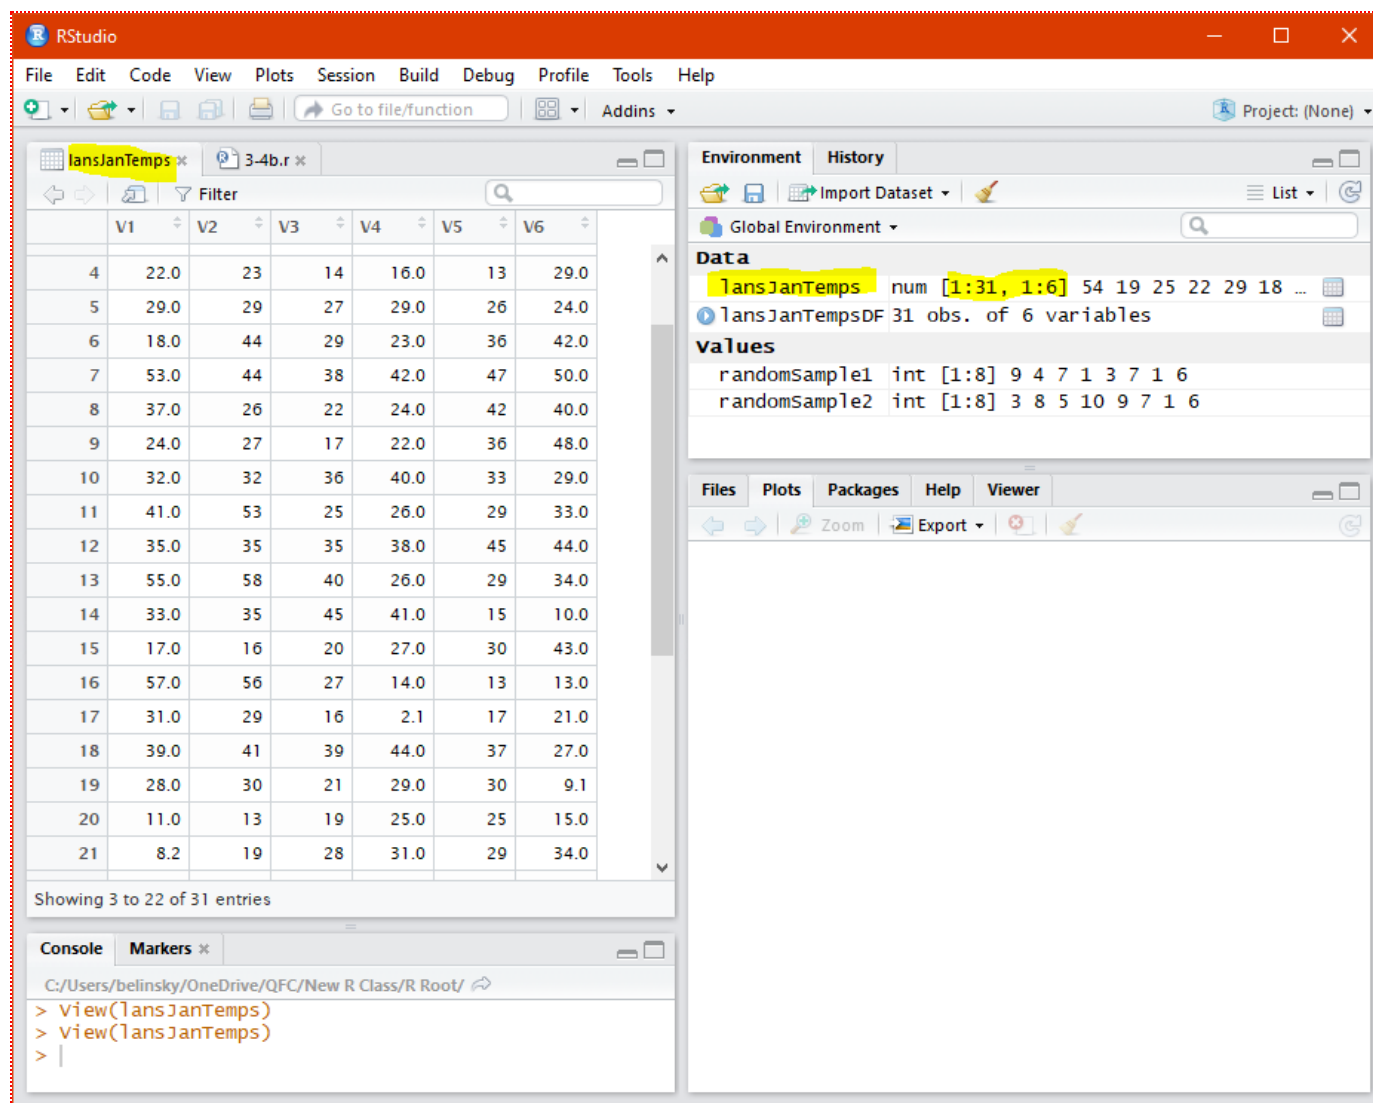 RStudio
File Edit Code View Plots Session Build Debug Profile Tools Help
Go to file/function Addins Project: (None)
lansJanTemps 3-4b.r
Filter
V1 V2 V3 V4 V5 V6
4 22.0 23 14 16.0 13 29.0
5 29.0 29 27 29.0 26 24.0
6 18.0 44 29 23.0 36 42.0
7 53.0 44 38 42.0 47 50.0
8 37.0 26 22 24.0 42 40.0
9 24.0 27 17 22.0 36 48.0
10 32.0 32 36 40.0 33 29.0
11 41.0 53 25 26.0 29 33.0
12 35.0 35 35 38.0 45 44.0
13 55.0 58 40 26.0 29 34.0
14 33.0 35 45 41.0 15 10.0
15 17.0 16 20 27.0 30 43.0
16 57.0 56 27 14.0 13 13.0
17 31.0 29 16 2.1 17 21.0
18 39.0 41 39 44.0 37 27.0
19 28.0 30 21 29.0 30 9.1
20 11.0 13 19 25.0 25 15.0
21 8.2 19 28 31.0 29 34.0
Showing 3 to 22 of 31 entries
Console Markers
C:/Users/belinsky/OneDrive/QFC/New R Class/R Root/
> View(lansJanTemps)
> View(lansJanTemps)
>
Environment History
Import Dataset List
Global Environment
Data
lansJanTemps num [1:31, 1:6] 54 19 25 22 29 18 …
lansJanTempsDF 31 obs. of 6 variables
Values
randomSample1 int [1:8] 9 4 7 1 3 7 1 6
randomSample2 int [1:8] 3 8 5 10 9 7 1 6
Files Plots Packages Help Viewer
Zoom Export